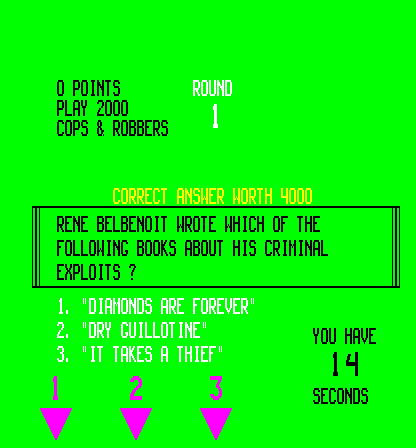 0 POINTS
PLAY 2000
COPS & ROBBERS
ROUND
1
CORRECT ANSWER WORTH 4000
RENE BELBENOIT WROTE WHICH OF THE
FOLLOWING BOOKS ABOUT HIS CRIMINAL
EXPLOITS ?
1. "DIAMONDS ARE FOREVER"
2. "DRY GUILLOTINE"
3. "IT TAKES A THIEF"
YOU HAVE
14
SECONDS
1 2 3